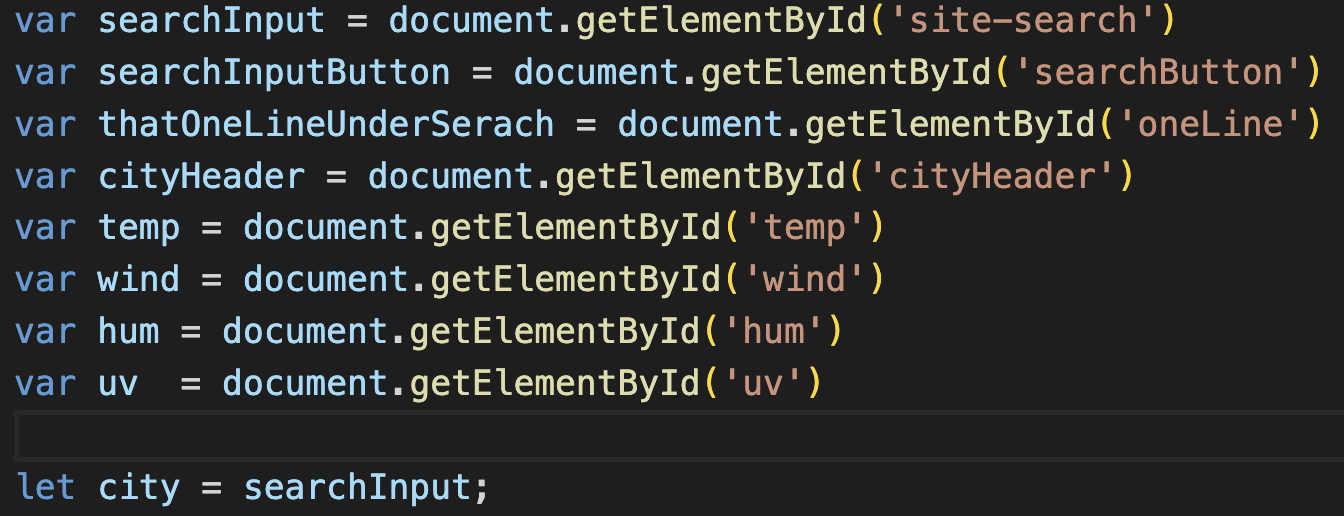 var searchInput = document.getElementById('site-search')
var searchInputButton = document.getElementById('searchButton')
var thatOneLineUnderSerach = document.getElementById('oneLine')
var cityHeader = document.getElementById('cityHeader')
var temp = document.getElementById('temp')
var wind = document.getElementById('wind')
var hum = document.getElementById('hum')
var uv  = document.getElementById('uv')
let city = searchInput;